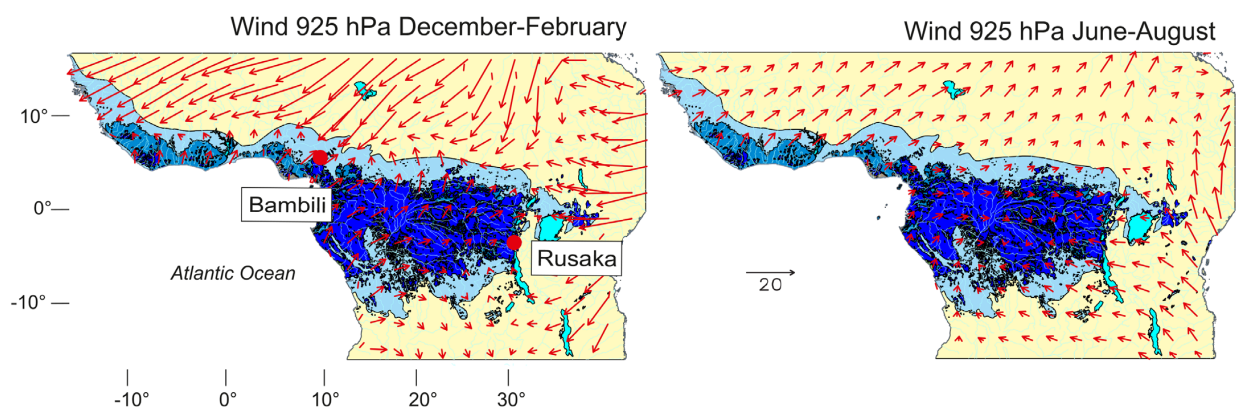 Wind 925 hPa December-February
Wind 925 hPa June-August
10°
0°
-10°
Bambili
Rusaka
Atlantic Ocean
20
-10°
0°
10°
20°
30°